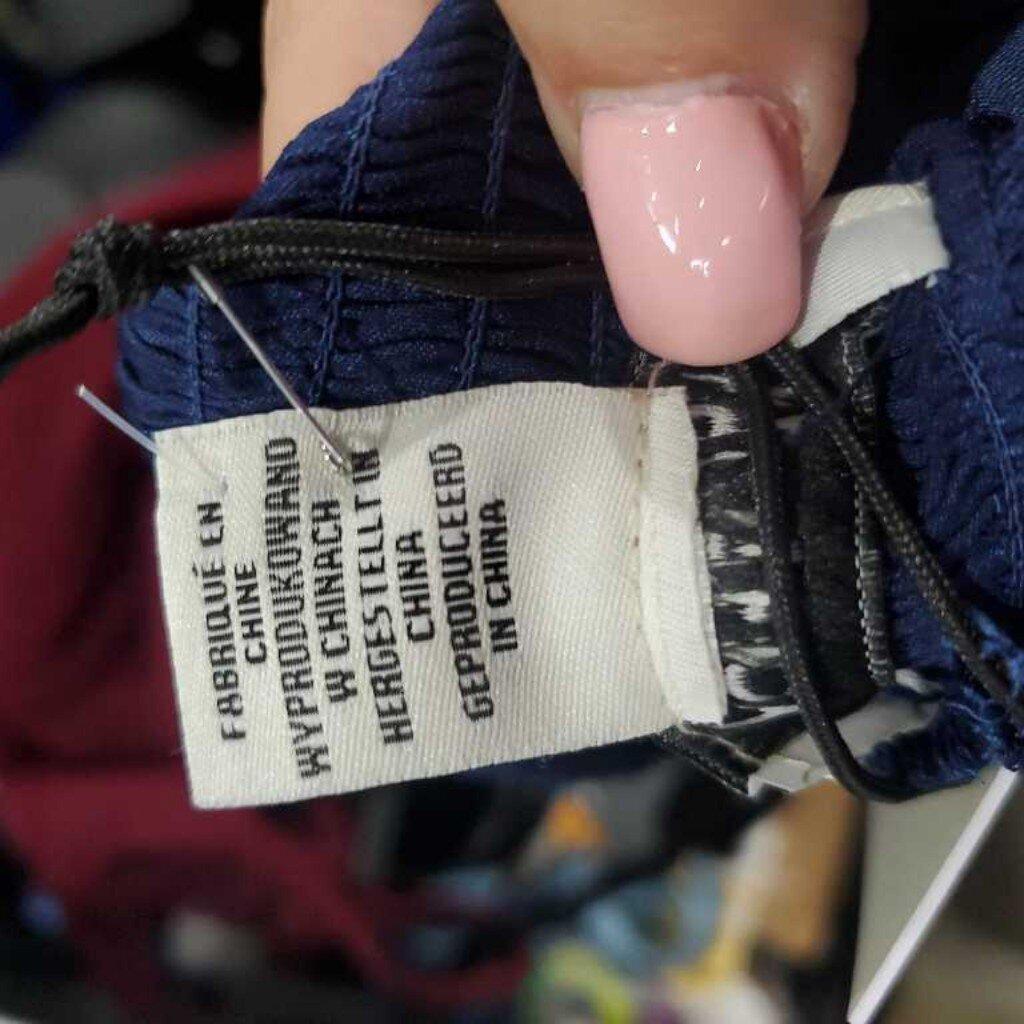 FABRIQUÉ EN
CHINE
WYPRODUKOWANO
W CHINACH
HERGESTELLT IN
CHINA
GEPRODUCEERD
IN CHINA